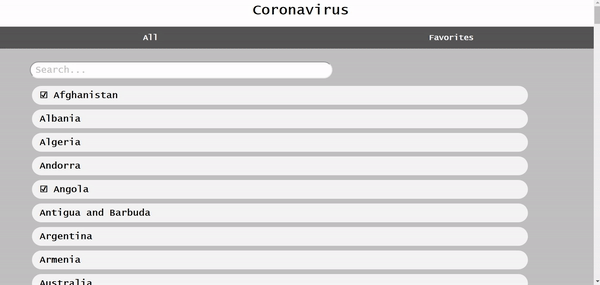 Coronavirus
All Favorites
Search...
☑ Afghanistan
Albania
Algeria
Andorra
☑ Angola
Antigua and Barbuda
Argentina
Armenia
Australia